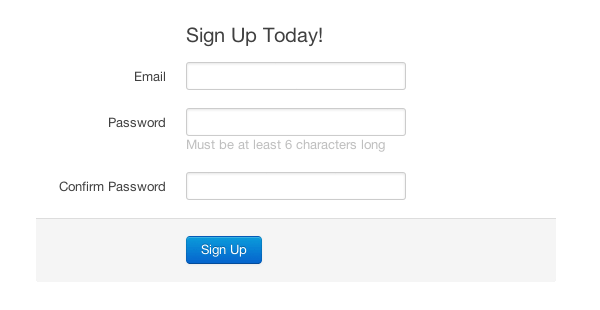 Sign Up Today!
Email
Password
Must be at least 6 characters long
Confirm Password
Sign Up